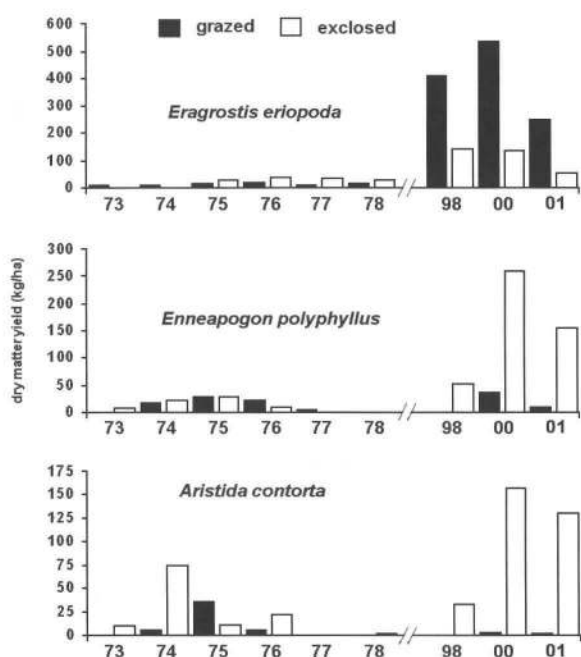 grazed exclosed
600
500
400
300
200
100
0
Eragrostis eriopoda
73 74 75 76 77 78 98 00 01
dry matter yield (kg/ha)
300
250
200
150
100
50
0
Enneapogon polyphyllus
73 74 75 76 77 78 98 00 01
175
150
125
100
75
50
25
0
Aristida contorta
73 74 75 76 77 78 98 00 01